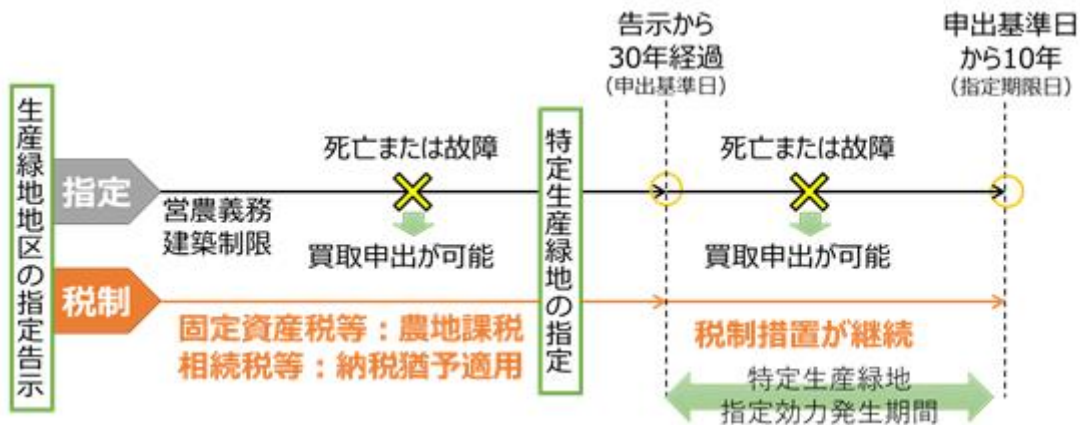 生産緑地地区の指定告示
指定
営農義務
建築制限
死亡または故障
買取申出が可能
税制
固定資産税等：農地課税
相続税等：納税猶予適用
特定生産緑地の指定
告示から
30年経過
（申出基準日）
死亡または故障
買取申出が可能
税制措置が継続
特定生産緑地
指定効力発生期間
申出基準日
から10年
（指定期限日）